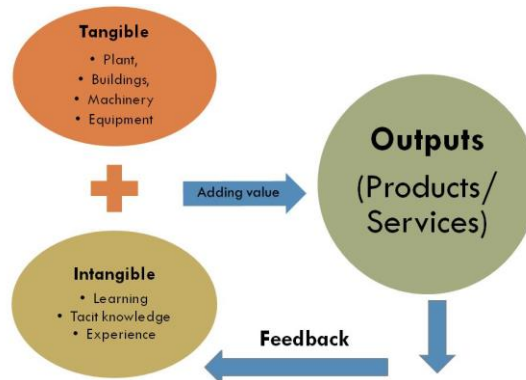 Tangible
• Plant,
• Buildings,
• Machinery
• Equipment
Adding value
Outputs
(Products/
Services)
Intangible
• Learning
• Tacit knowledge
• Experience
Feedback